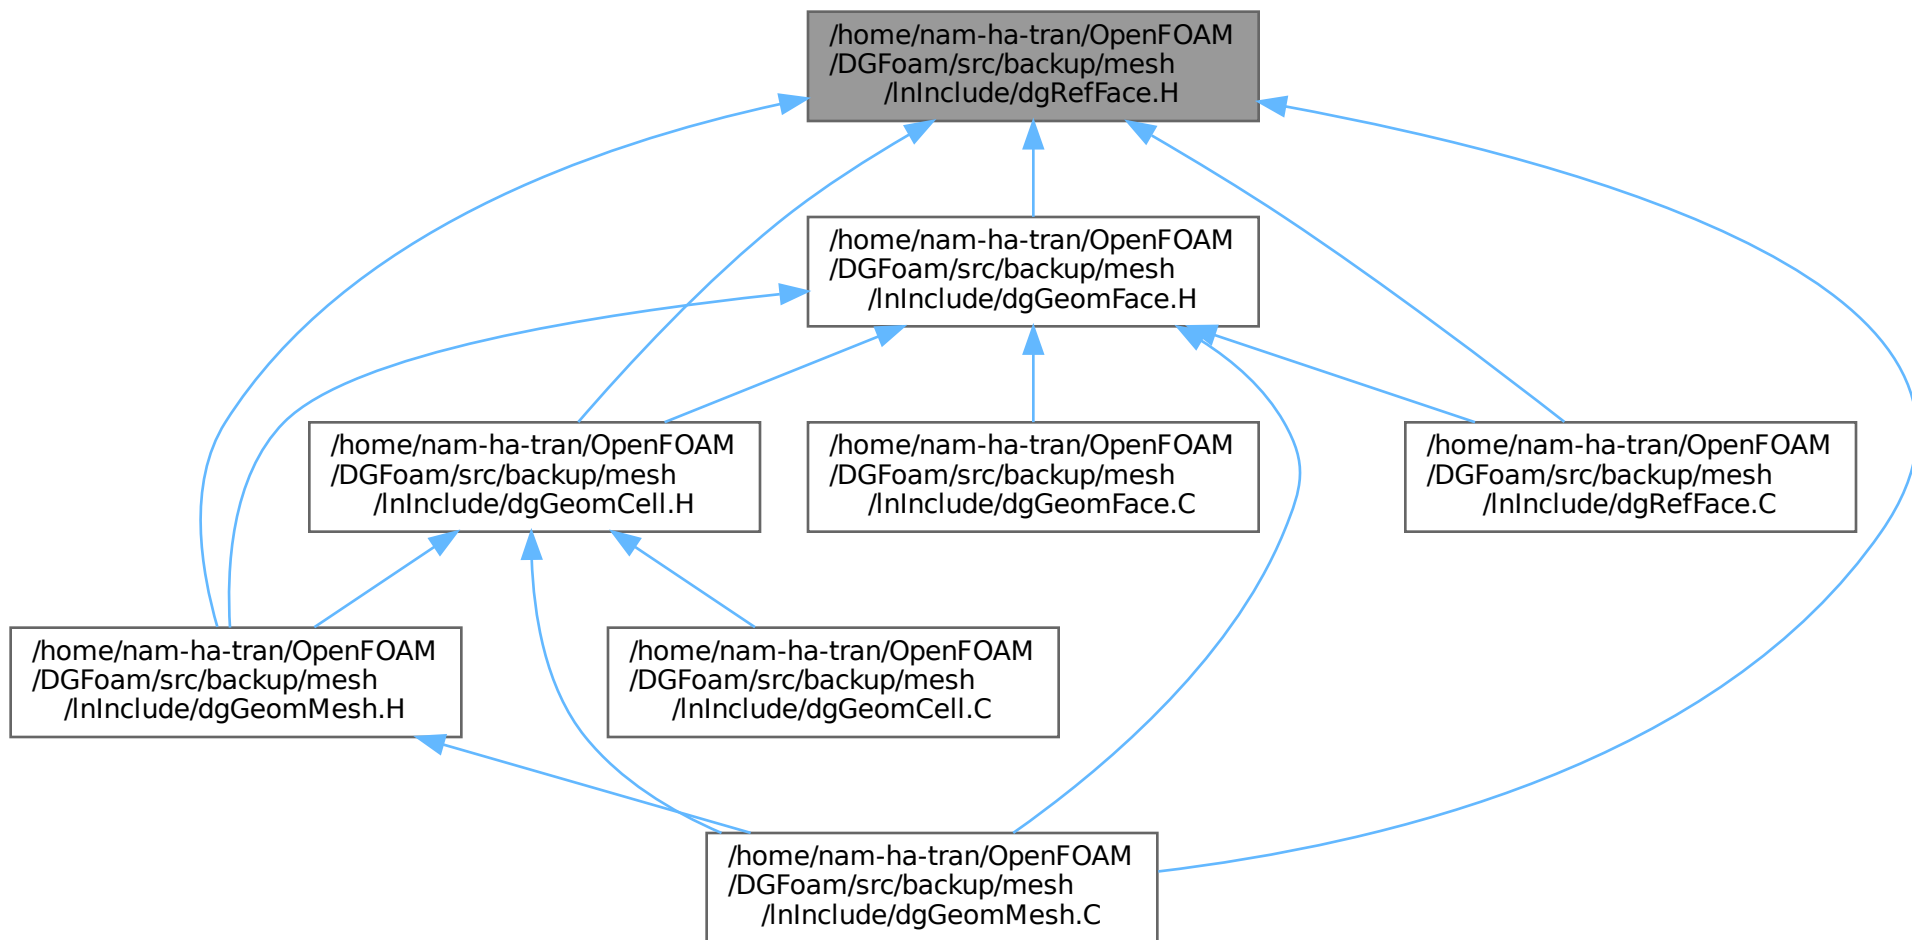 /home/nam-ha-tran/OpenFOAM
/DGFoam/src/backup/mesh
/lnInclude/dgRefFace.H
/home/nam-ha-tran/OpenFOAM
/DGFoam/src/backup/mesh
/lnInclude/dgGeomFace.H
/home/nam-ha-tran/OpenFOAM
/DGFoam/src/backup/mesh
/lnInclude/dgGeomCell.H
/home/nam-ha-tran/OpenFOAM
/DGFoam/src/backup/mesh
/lnInclude/dgGeomFace.C
/home/nam-ha-tran/OpenFOAM
/DGFoam/src/backup/mesh
/lnInclude/dgRefFace.C
/home/nam-ha-tran/OpenFOAM
/DGFoam/src/backup/mesh
/lnInclude/dgGeomMesh.H
/home/nam-ha-tran/OpenFOAM
/DGFoam/src/backup/mesh
/lnInclude/dgGeomCell.C
/home/nam-ha-tran/OpenFOAM
/DGFoam/src/backup/mesh
/lnInclude/dgGeomMesh.C